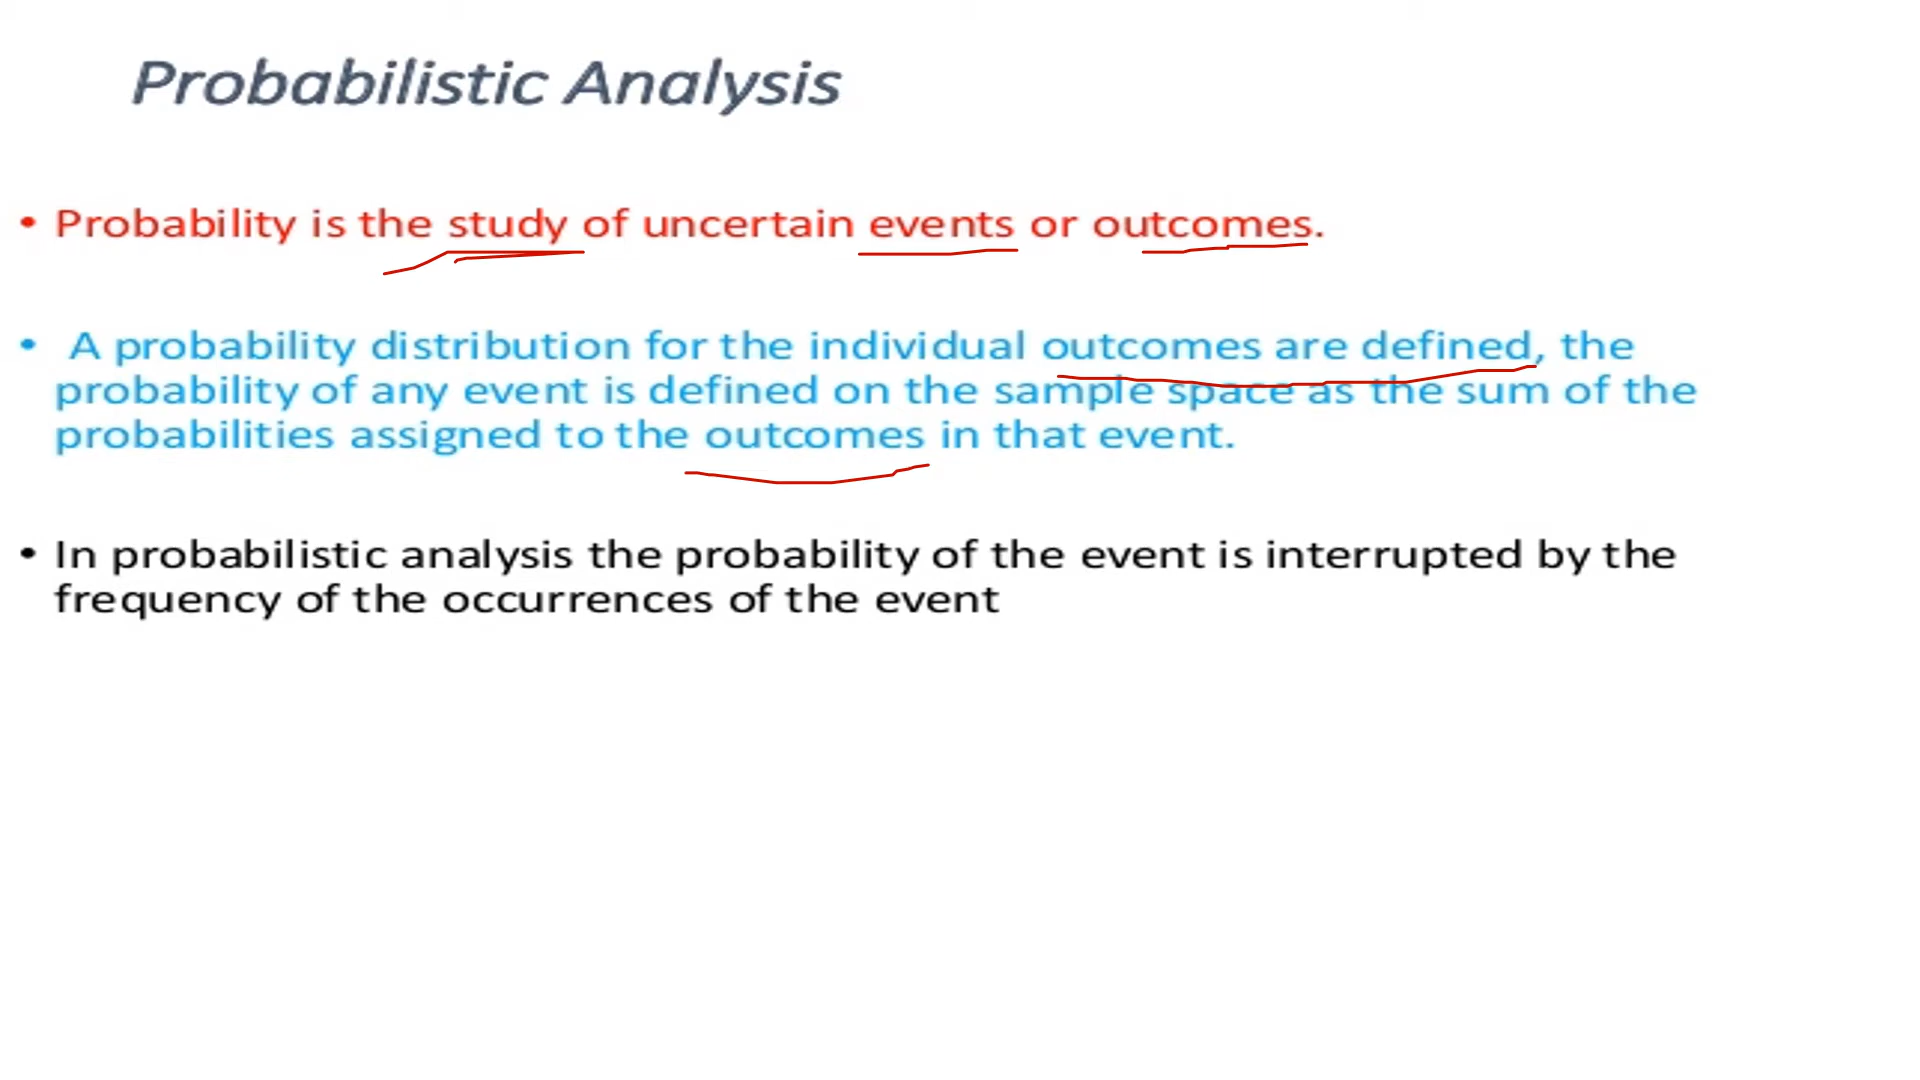 Probabilistic Analysis
• Probability is the study of uncertain events or outcomes.
• A probability distribution for the individual outcomes are defined, the
probability of any event is defined on the sample space as the sum of the
probabilities assigned to the outcomes in that event.
• In probabilistic analysis the probability of the event is interrupted by the
frequency of the occurrences of the event